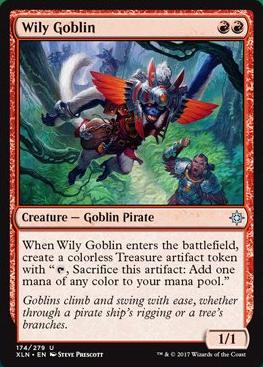 Wily Goblin
Creature — Goblin Pirate
When Wily Goblin enters the battlefield,
create a colorless Treasure artifact token
with “, Sacrifice this artifact: Add one
mana of any color to your mana pool.”
Goblins climb and swing with ease, whether
through a pirate ship's rigging or a tree's
branches.
1/1
174/279 U
XLN • EN Steve Prescott
™ & © 2017 Wizards of the Coast